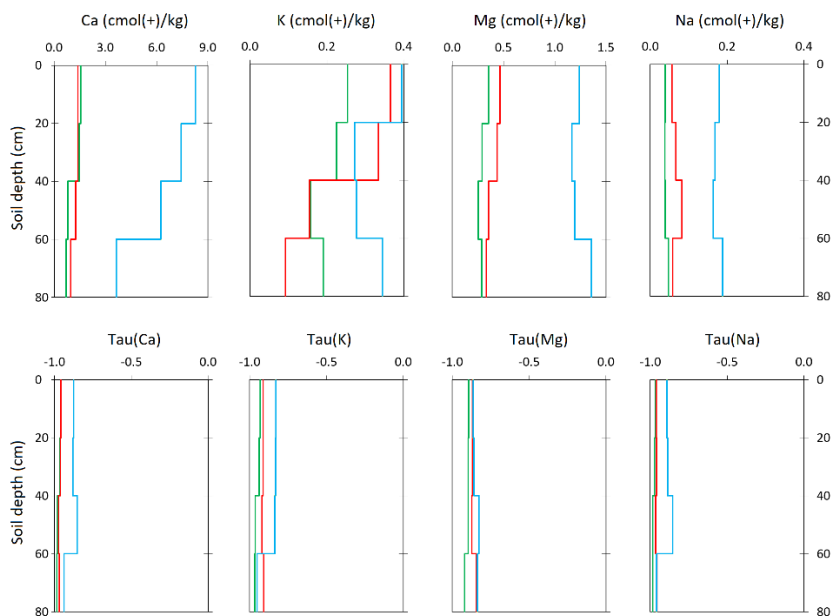 Ca (cmol(+)/kg) K (cmol(+)/kg) Mg (cmol(+)/kg) Na (cmol(+)/kg)
0.0 3.0 6.0 9.0 0.0 0.2 0.4 0.0 0.5 1.0 1.5 0.0 0.2 0.4
0 0
20 20
40 40
60 60
80 80
Soil depth (cm)
Tau(Ca) Tau(K) Tau(Mg) Tau(Na)
-1.0 0.0 -1.0 -0.5 0.0 -1.0 -0.5 0.0 -1.0 -0.5 0.0
0 0
20 20
40 40
60 60
80 80
Soil depth (cm)